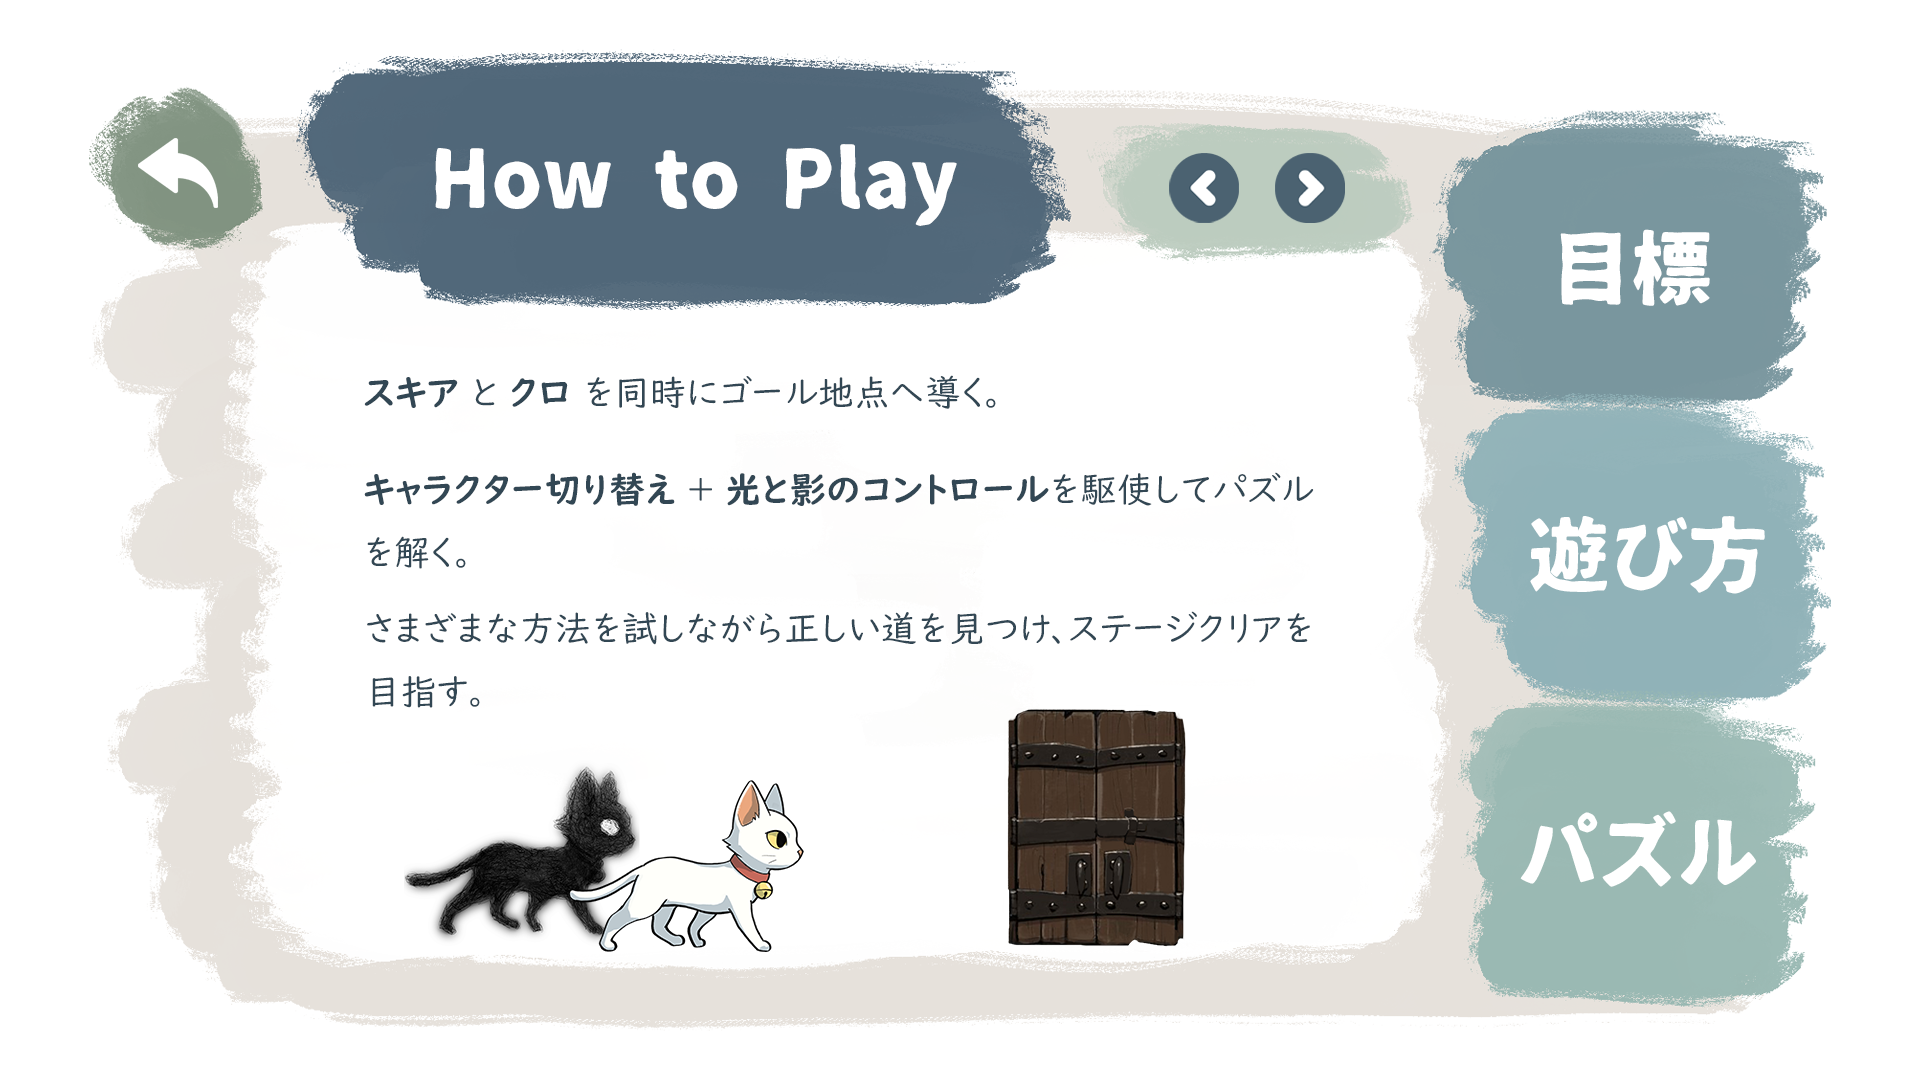 How to Play
スキア と クロ を同時にゴール地点へ導く。
キャラクター切り替え + 光と影のコントロールを駆使してパズル
を解く。
さまざまな方法を試しながら正しい道を見つけ、ステージクリアを
目指す。
目標
遊び方
パズル